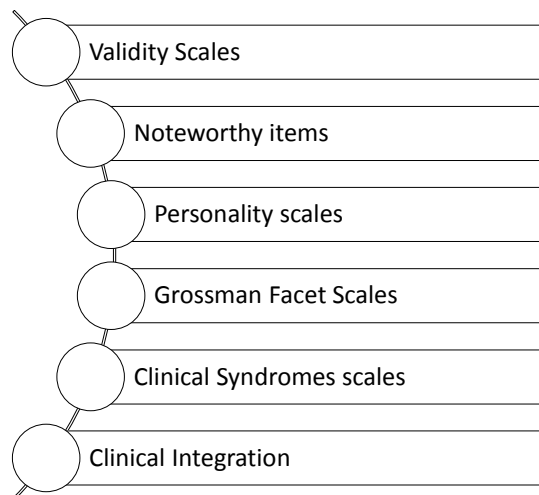 Validity Scales
Noteworthy items
Personality scales
Grossman Facet Scales
Clinical Syndromes scales
Clinical Integration